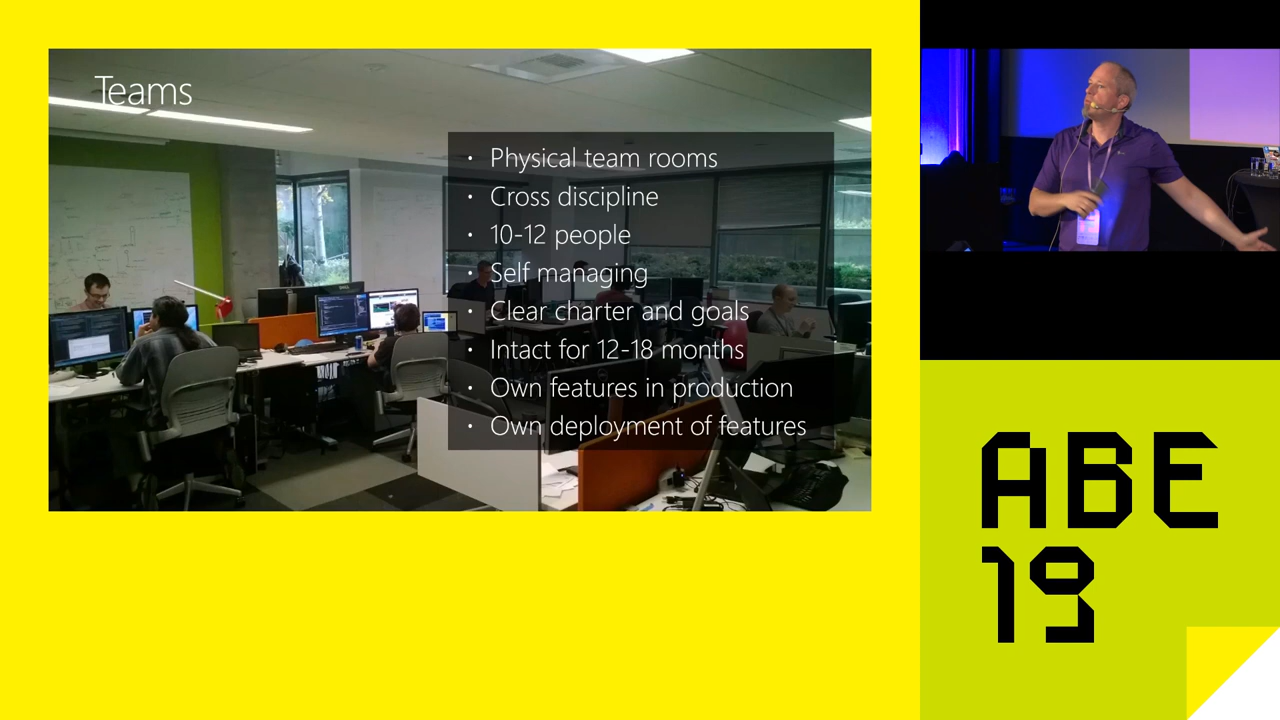 Teams
• Physical team rooms
• Cross discipline
• 10-12 people
• Self managing
• Clear charter and goals
• Intact for 12-18 months
• Own features in production
• Own deployment of features
ABE
19